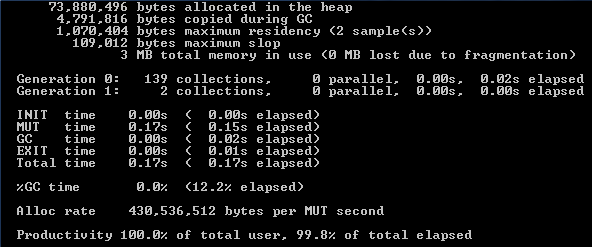 73,880,496 bytes allocated in the heap
4,791,816 bytes copied during GC
1,070,404 bytes maximum residency (2 sample(s))
109,012 bytes maximum slop
3 MB total memory in use (0 MB lost due to fragmentation)
Generation 0: 139 collections, 0 parallel, 0.00s, 0.02s elapsed
Generation 1: 2 collections, 0 parallel, 0.00s, 0.00s elapsed
INIT time 0.00s ( 0.00s elapsed)
MUT time 0.17s ( 0.15s elapsed)
GC time 0.00s ( 0.02s elapsed)
EXIT time 0.00s ( 0.01s elapsed)
Total time 0.17s ( 0.17s elapsed)
%GC time 0.0% (12.2% elapsed)
Alloc rate 430,536,512 bytes per MUT second
Productivity 100.0% of total user, 99.8% of total elapsed